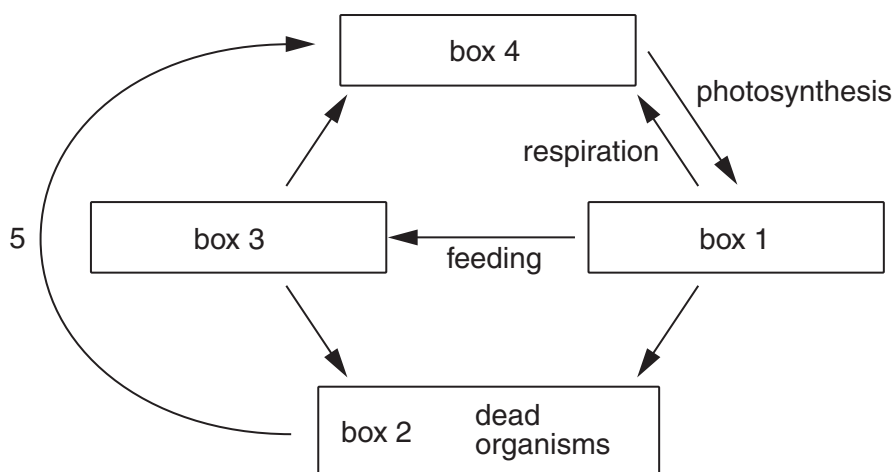 box 4
photosynthesis
respiration
5
box 3
box 1
feeding
box 2
dead
organisms